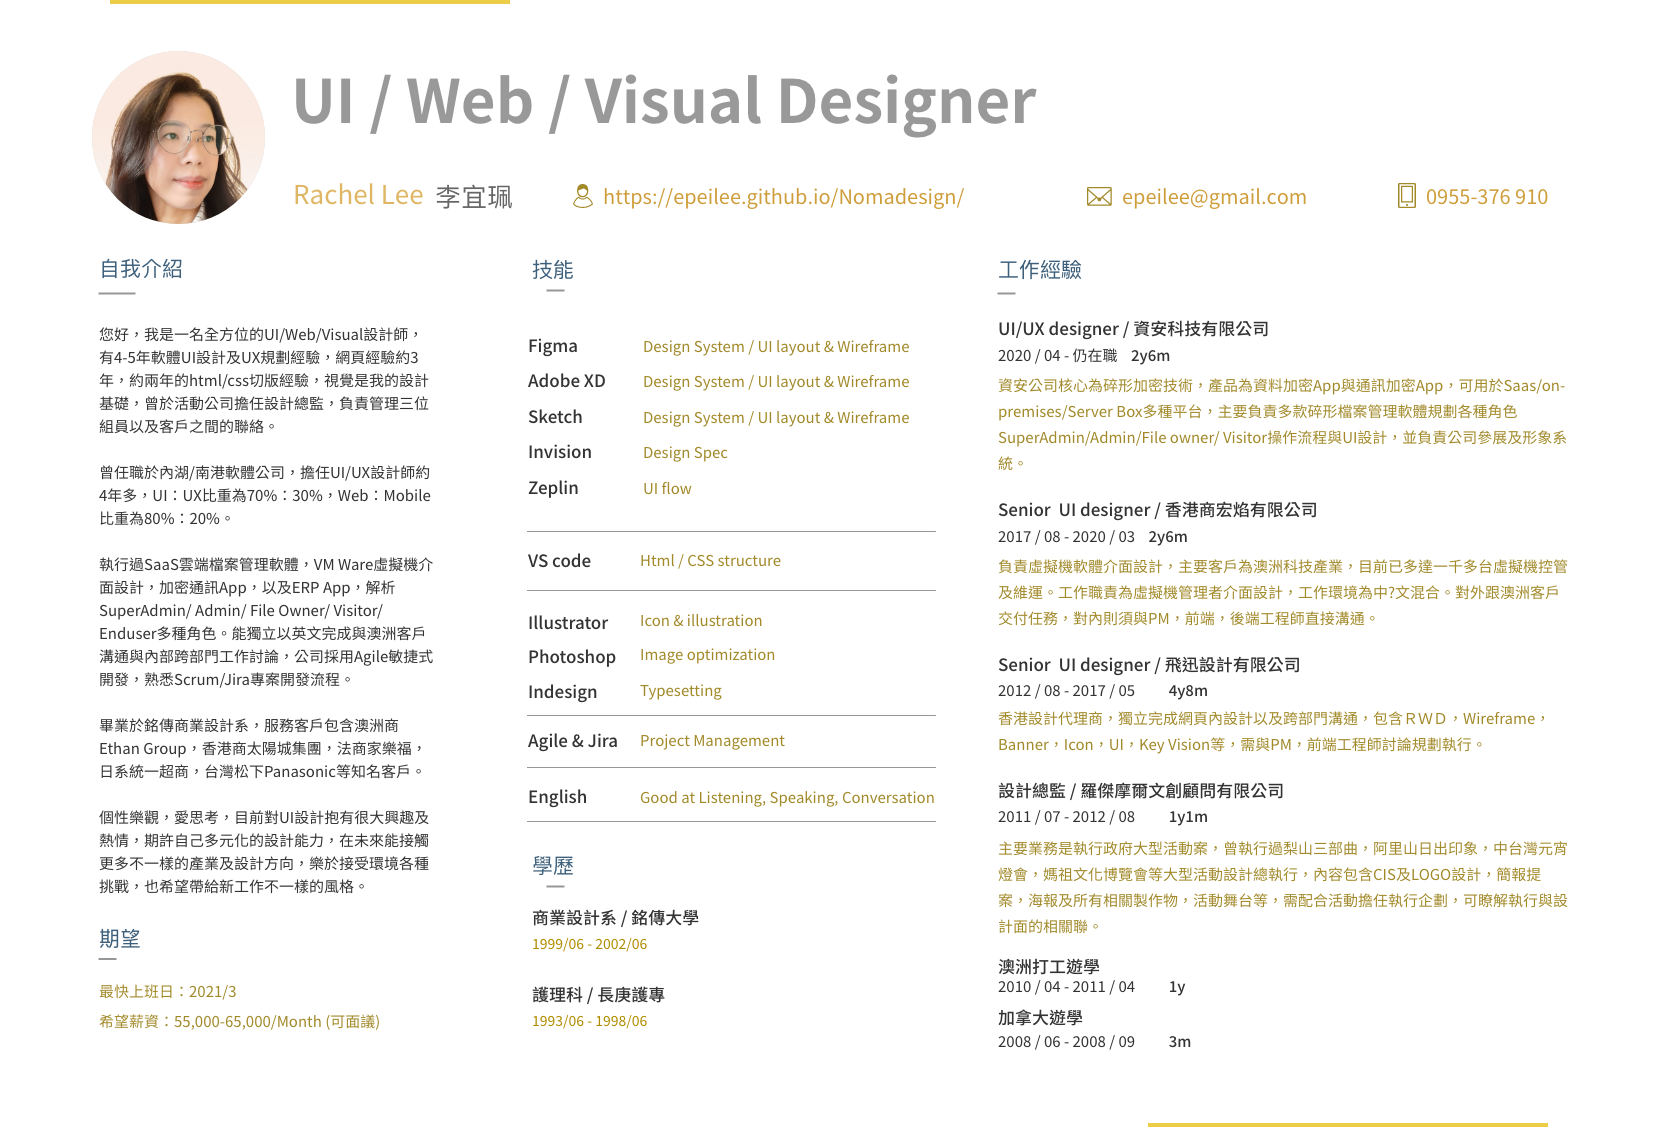 UI / Web / Visual Designer
Rachel Lee 李宜珮
https://epeilee.github.io/Nomadesign/
epeilee@gmail.com
0955-376 910
自我介紹
您好，我是一名全方位的UI/Web/Visual設計師，
有4-5年軟體UI設計及UX規劃經驗，網頁經驗約3
年，約兩年的html/css切版經驗，視覺是我的設計
基礎，曾於活動公司擔任設計總監，負責管理三位
組員以及客戶之間的聯絡。
曾任職於內湖/南港軟體公司，擔任UI/UX設計師約
4年多，UI：UX比重為70%：30%，Web：Mobile
比重為80%：20%。
執行過SaaS雲端檔案管理軟體，VM Ware虛擬機介
面設計，加密通訊App，以及ERP App，解析
SuperAdmin/ Admin/ File Owner/ Visitor/
Enduser多種角色。能獨立以英文完成與澳洲客戶
溝通與內部跨部門工作討論，公司採用Agile敏捷式
開發，熟悉Scrum/Jira專案開發流程。
畢業於銘傳商業設計系，服務客戶包含澳洲商
Ethan Group，香港商太陽城集團，法商家樂福，
日系統一超商，台灣松下Panasonic等知名客戶。
個性樂觀，愛思考，目前對UI設計抱有很大興趣及
熱情，期許自己多元化的設計能力，在未來能接觸
更多不一樣的產業及設計方向，樂於接受環境各種
挑戰，也希望帶給新工作不一樣的風格。
期望
最快上班日：2021/3
希望薪資：55,000-65,000/Month (可面議)
技能
Figma Design System / UI layout & Wireframe
Adobe XD Design System / UI layout & Wireframe
Sketch Design System / UI layout & Wireframe
Invision Design Spec
Zeplin UI flow
VS code Html / CSS structure
Illustrator Icon & illustration
Photoshop Image optimization
Indesign Typesetting
Agile & Jira Project Management
English Good at Listening, Speaking, Conversation
學歷
商業設計系 / 銘傳大學
1999/06 - 2002/06
護理科 / 長庚護專
1993/06 - 1998/06
工作經驗
UI/UX designer / 資安科技有限公司
2020 / 04 - 仍在職 2y6m
資安公司核心為碎形加密技術，產品為資料加密App與通訊加密App，可用於Saas/on-
premises/Server Box多種平台，主要負責多款碎形檔案管理軟體規劃各種角色
SuperAdmin/Admin/File owner/ Visitor操作流程與UI設計，並負責公司參展及形象系
統。
Senior UI designer / 香港商宏焰有限公司
2017 / 08 - 2020 / 03 2y6m
負責虛擬機軟體介面設計，主要客戶為澳洲科技產業，目前已多達一千多台虛擬機控管
及維運。工作職責為虛擬機管理者介面設計，工作環境為中?文混合。對外跟澳洲客戶
交付任務，對內則須與PM，前端，後端工程師直接溝通。
Senior UI designer / 飛迅設計有限公司
2012 / 08 - 2017 / 05 4y8m
香港設計代理商，獨立完成網頁內設計以及跨部門溝通，包含ＲＷＤ，Wireframe，
Banner，Icon，UI，Key Vision等，需與PM，前端工程師討論規劃執行。
設計總監 / 羅傑摩爾文創顧問有限公司
2011 / 07 - 2012 / 08 1y1m
主要業務是執行政府大型活動案，曾執行過梨山三部曲，阿里山日出印象，中台灣元宵
燈會，媽祖文化博覽會等大型活動設計總執行，內容包含CIS及LOGO設計，簡報提
案，海報及所有相關製作物，活動舞台等，需配合活動擔任執行企劃，可瞭解執行與設
計面的相關聯。
澳洲打工遊學
2010 / 04 - 2011 / 04 1y
加拿大遊學
2008 / 06 - 2008 / 09 3m